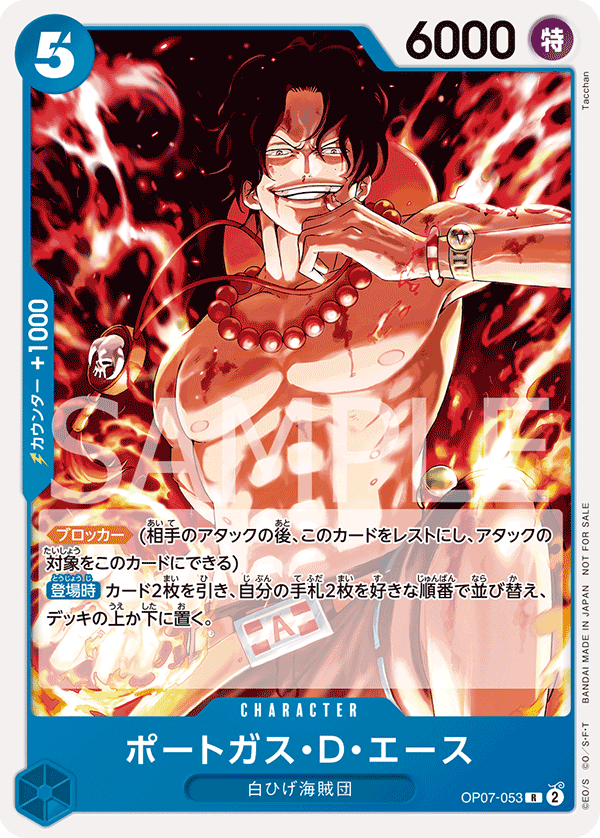 5
6000
特
Tacchan
カウンター +1000
SAMPLE
ブロッカー (相手のアタックの後、このカードをレストにし、アタックの
対象をこのカードにできる)
登場時 カード2枚を引き、自分の手札2枚を好きな順番で並び替え、
デッキの上か下に置く。
A
CHARACTER
ポートガス・D・エース
白ひげ海賊団
OP07-053 R 2
©E.O/S ©O/S・F・T BANDAI MADE IN JAPAN NOT FOR SALE